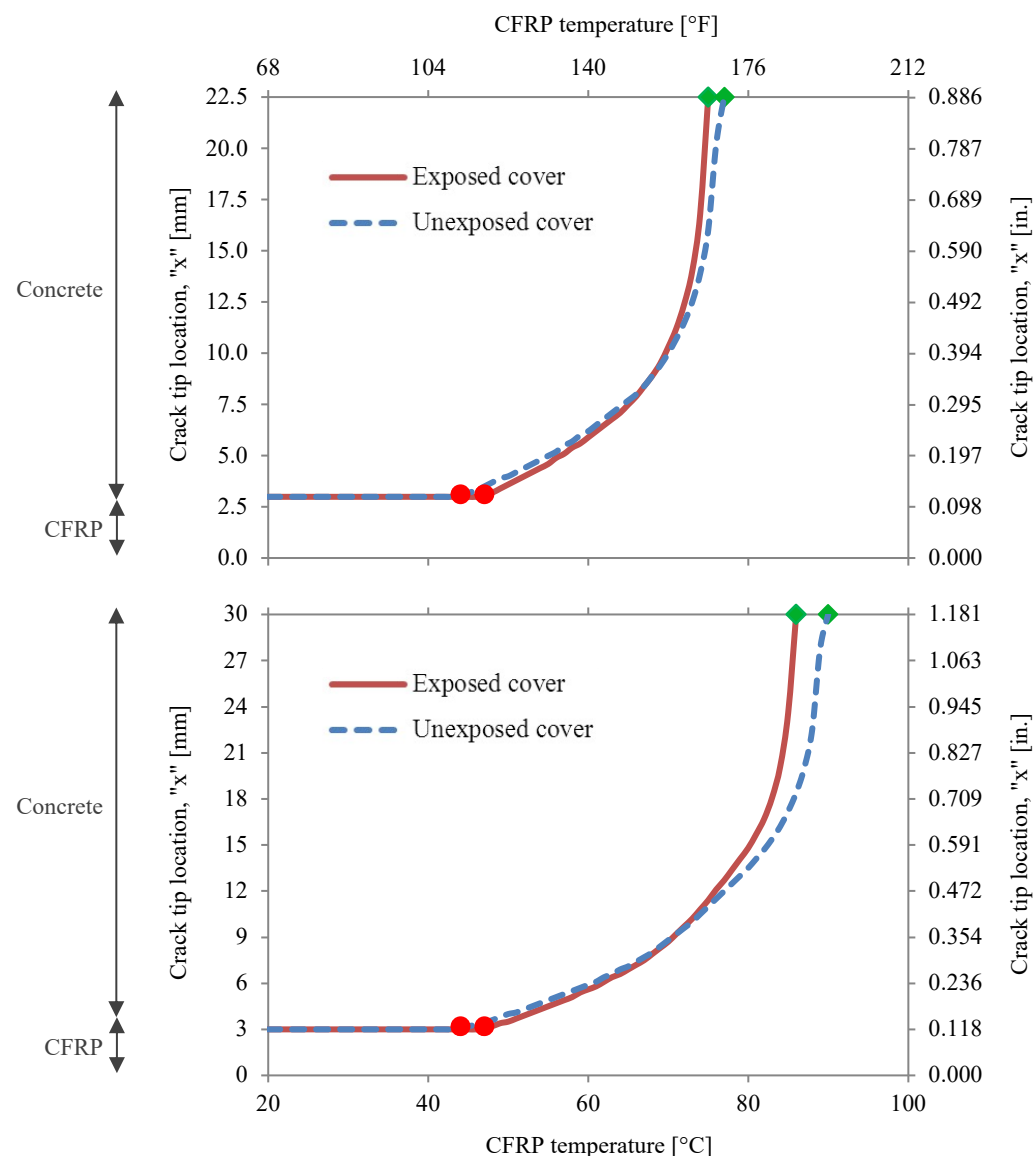 CFRP temperature [°F]
68 104 140 176 212
22.5 0.886
20.0 0.787
Exposed cover
17.5 0.689
Unexposed cover
15.0 0.590
Concrete
12.5 0.492
10.0 0.394
7.5 0.295
5.0 0.197
2.5 0.098
CFRP
0.0 0.000
Crack tip location, "x" [mm]
Crack tip location, "x" [in.]
30 1.181
27 1.063
Exposed cover
24 0.945
Unexposed cover
21 0.827
Concrete
18 0.709
15 0.591
12 0.472
9 0.354
6 0.236
3 0.118
CFRP
0 0.000
Crack tip location, "x" [mm]
Crack tip location, "x" [in.]
20 40 60 80 100
CFRP temperature [°C]